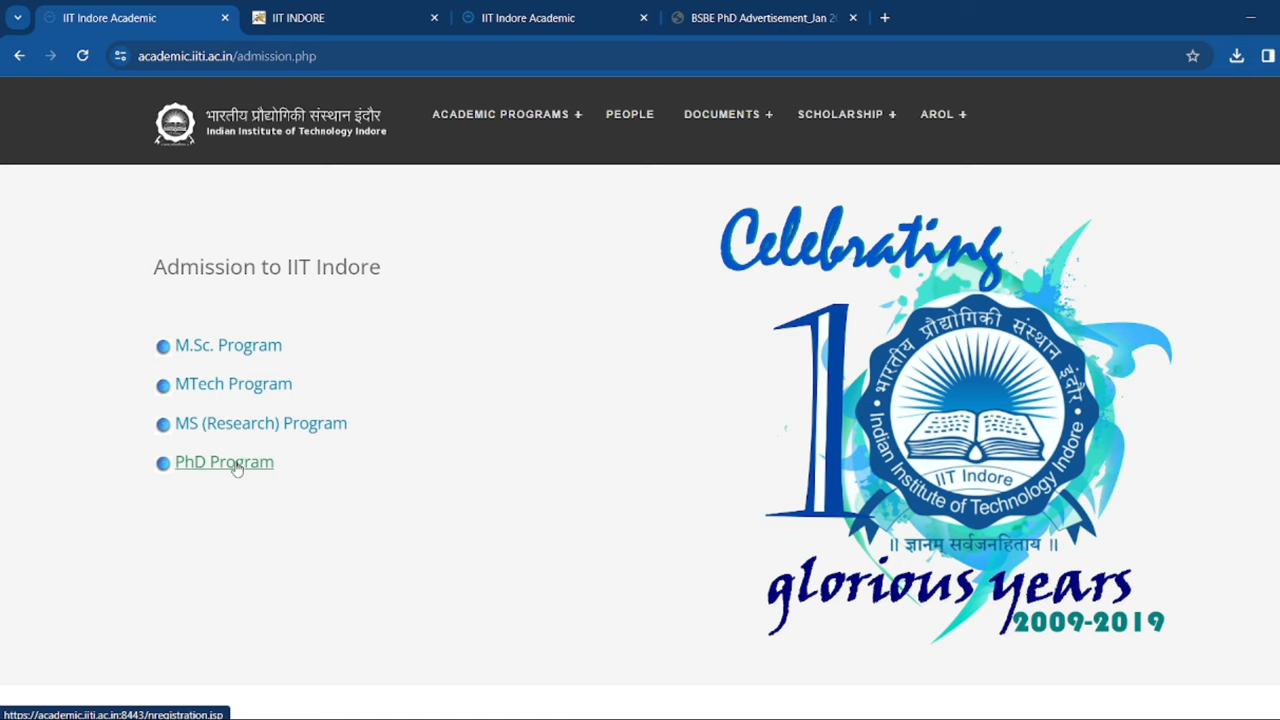 IIT Indore Academic
IIT INDORE
IIT Indore Academic
BSBE PhD Advertisement_Jan 2
academic.iiti.ac.in/admission.php
भारतीय प्रौद्योगिकी संस्थान इंदौर
Indian Institute of Technology Indore
ACADEMIC PROGRAMS +
PEOPLE
DOCUMENTS +
SCHOLARSHIP +
AROL +
Admission to IIT Indore
M.Sc. Program
MTech Program
MS (Research) Program
PhD Program
Celebrating
10
भारतीय प्रौद्योगिकी संस्थान इंदौर
IIT Indore
Indian Institute of Technology Indore
॥ ज्ञानम् सर्वजनहिताय ॥
glorious years
2009-2019
https://academic.iiti.ac.in:8443/nregistration.jsp